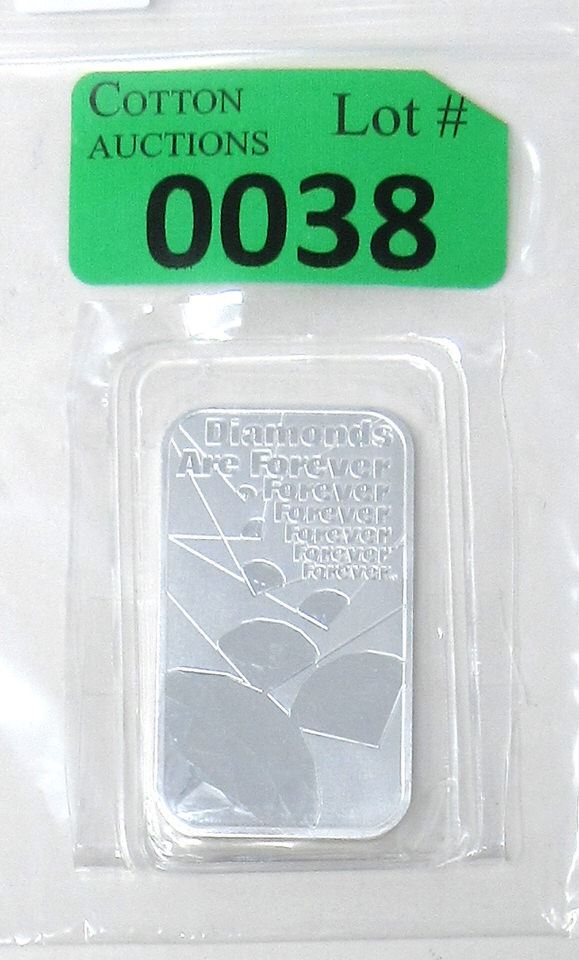 COTTON
AUCTIONS
Lot #
0038
Diamonds
Are Forever
Forever
Forever
Forever
Forever
Forever